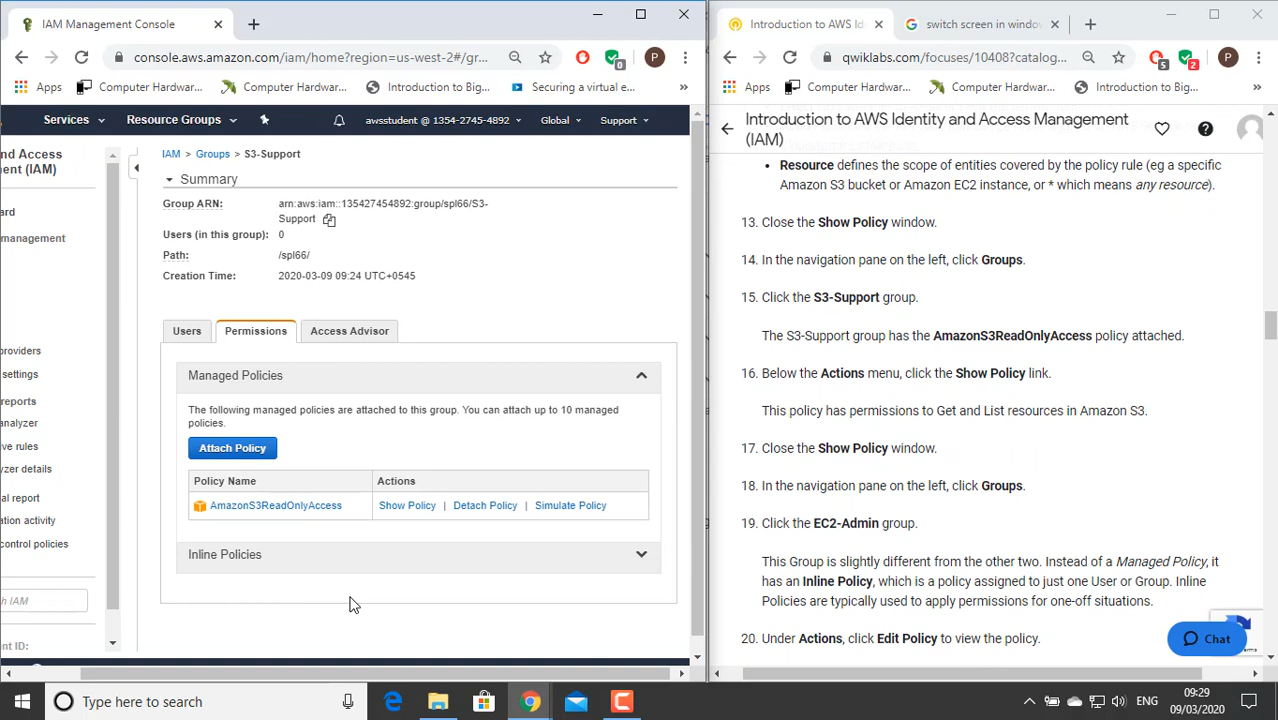 IAM Management Console
console.aws.amazon.com/iam/home?region=us-west-2#/gr...
0
P
Apps
Computer Hardwar...
Computer Hardwar...
Introduction to Big...
Securing a virtual e...
Services
Resource Groups
awsstudent @ 1354-2745-4892
Global
Support
and Access
ment (IAM)
ard
management
providers
settings
reports
nalyzer
ive rules
yzer details
al report
ation activity
control policies
h IAM
nt ID:
IAM > Groups > S3-Support
Summary
Group ARN: arn:aws:iam::135427454892:group/spl66/S3-
Support
Users (in this group): 0
Path: /spl66/
Creation Time: 2020-03-09 09:24 UTC+0545
Users
Permissions
Access Advisor
Managed Policies
The following managed policies are attached to this group. You can attach up to 10 managed
policies.
Attach Policy
Policy Name Actions
AmazonS3ReadOnlyAccess Show Policy | Detach Policy | Simulate Policy
Inline Policies
Introduction to AWS Ide
switch screen in windo
qwiklabs.com/focuses/10408?catalog...
5
2
P
Apps
Computer Hardwar...
Computer Hardwar...
Introduction to Big...
Introduction to AWS Identity and Access Management
(IAM)
• Resource defines the scope of entities covered by the policy rule (eg a specific
Amazon S3 bucket or Amazon EC2 instance, or * which means any resource).
13. Close the Show Policy window.
14. In the navigation pane on the left, click Groups.
15. Click the S3-Support group.
The S3-Support group has the AmazonS3ReadOnlyAccess policy attached.
16. Below the Actions menu, click the Show Policy link.
This policy has permissions to Get and List resources in Amazon S3.
17. Close the Show Policy window.
18. In the navigation pane on the left, click Groups.
19. Click the EC2-Admin group.
This Group is slightly different from the other two. Instead of a Managed Policy, it
has an Inline Policy, which is a policy assigned to just one User or Group. Inline
Policies are typically used to apply permissions for one-off situations.
20. Under Actions, click Edit Policy to view the policy.
Chat
Type here to search
ENG
09:29
09/03/2020